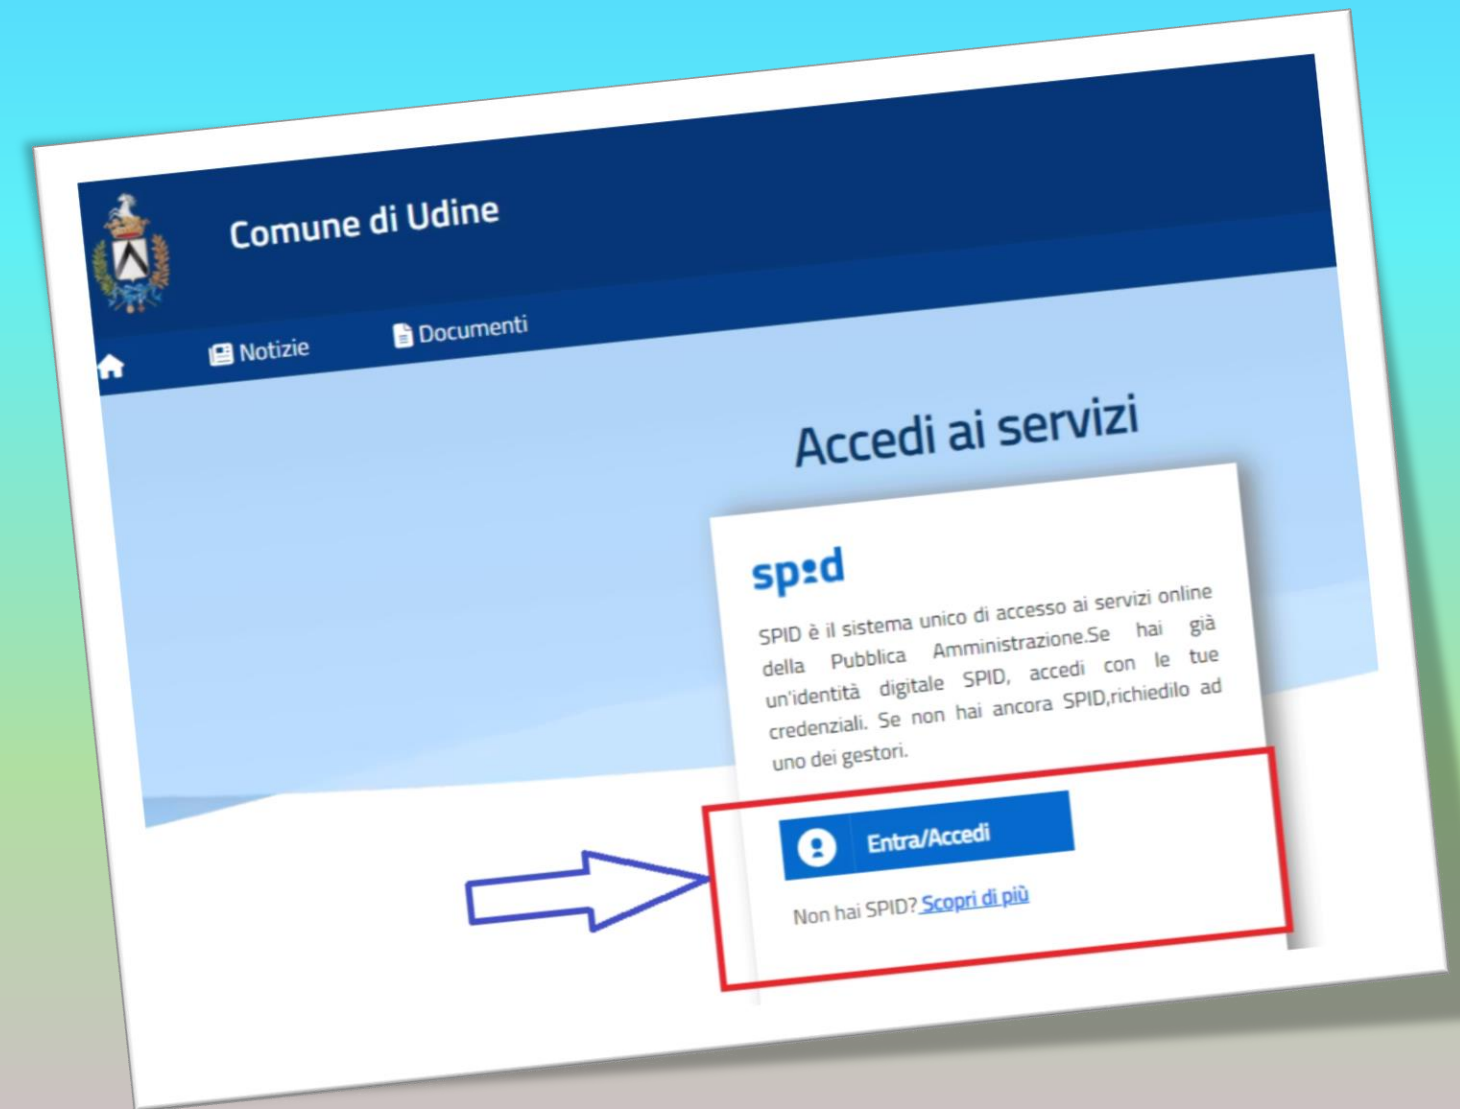 Comune di Udine
Notizie Documenti
Accedi ai servizi
spid
SPID è il sistema unico di accesso ai servizi online
della Pubblica Amministrazione.Se hai già
un'identità digitale SPID, accedi con le tue
credenziali. Se non hai ancora SPID,richiedilo ad
uno dei gestori.
Entra/Accedi
Non hai SPID? Scopri di più